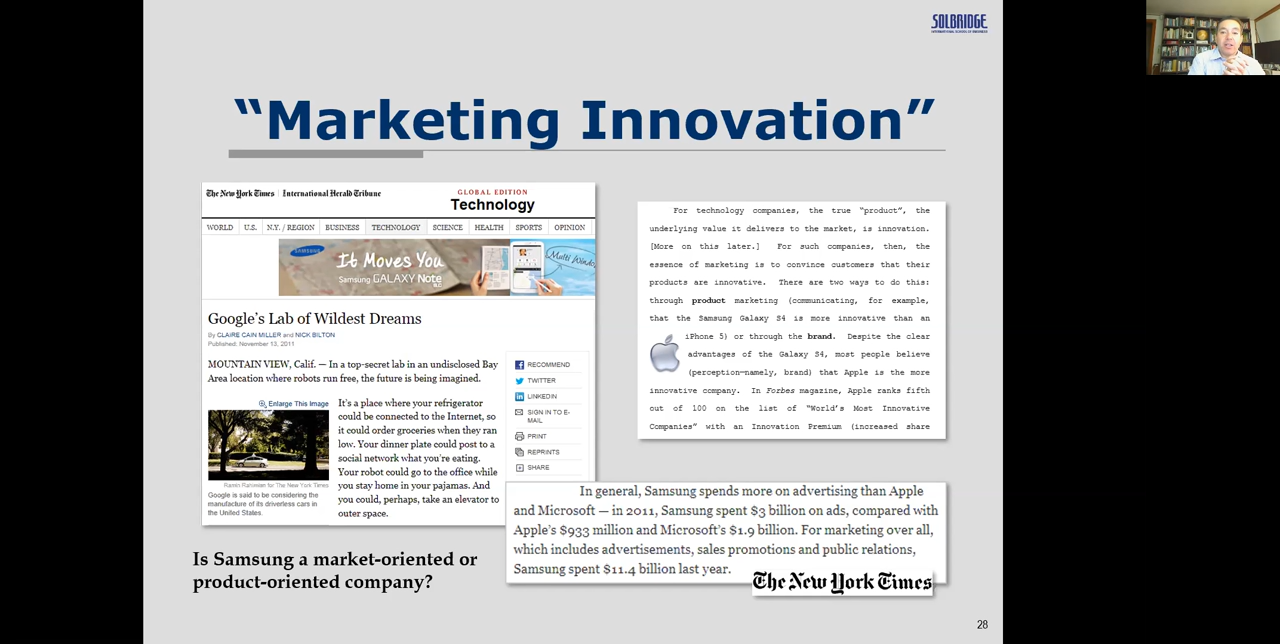 SOLBRIDGE
INTERNATIONAL SCHOOL OF BUSINESS
“Marketing Innovation”
The New York Times
International Herald Tribune
GLOBAL EDITION
Technology
WORLD
U.S.
N.Y. / REGION
BUSINESS
TECHNOLOGY
SCIENCE
HEALTH
SPORTS
OPINION
SAMSUNG
It Moves You
Samsung GALAXY Note
Multi Window
Google’s Lab of Wildest Dreams
By CLAIRE CAIN MILLER and NICK BILTON
Published: November 13, 2011
MOUNTAIN VIEW, Calif. — In a top-secret lab in an undisclosed Bay
Area location where robots run free, the future is being imagined.
Enlarge This Image
Ramin Rahimian for The New York Times
Google is said to be considering the
manufacture of its driverless cars in
the United States.
It’s a place where your refrigerator
could be connected to the Internet, so
it could order groceries when they ran
low. Your dinner plate could post to a
social network what you’re eating.
Your robot could go to the office while
you stay home in your pajamas. And
you could, perhaps, take an elevator to
outer space.
RECOMMEND
TWITTER
LINKEDIN
SIGN IN TO E-
MAIL
PRINT
REPRINTS
SHARE
For technology companies, the true “product”, the
underlying value it delivers to the market, is innovation.
[More on this later.] For such companies, then, the
essence of marketing is to convince customers that their
products are innovative. There are two ways to do this:
through product marketing (communicating, for example,
that the Samsung Galaxy S4 is more innovative than an
iPhone 5) or through the brand. Despite the clear
advantages of the Galaxy S4, most people believe
(perception—namely, brand) that Apple is the more
innovative company. In Forbes magazine, Apple ranks fifth
out of 100 on the list of “World’s Most Innovative
Companies” with an Innovation Premium (increased share
In general, Samsung spends more on advertising than Apple
and Microsoft — in 2011, Samsung spent $3 billion on ads, compared with
Apple’s $933 million and Microsoft’s $1.9 billion. For marketing over all,
which includes advertisements, sales promotions and public relations,
Samsung spent $11.4 billion last year.
The New York Times
Is Samsung a market-oriented or
product-oriented company?
28